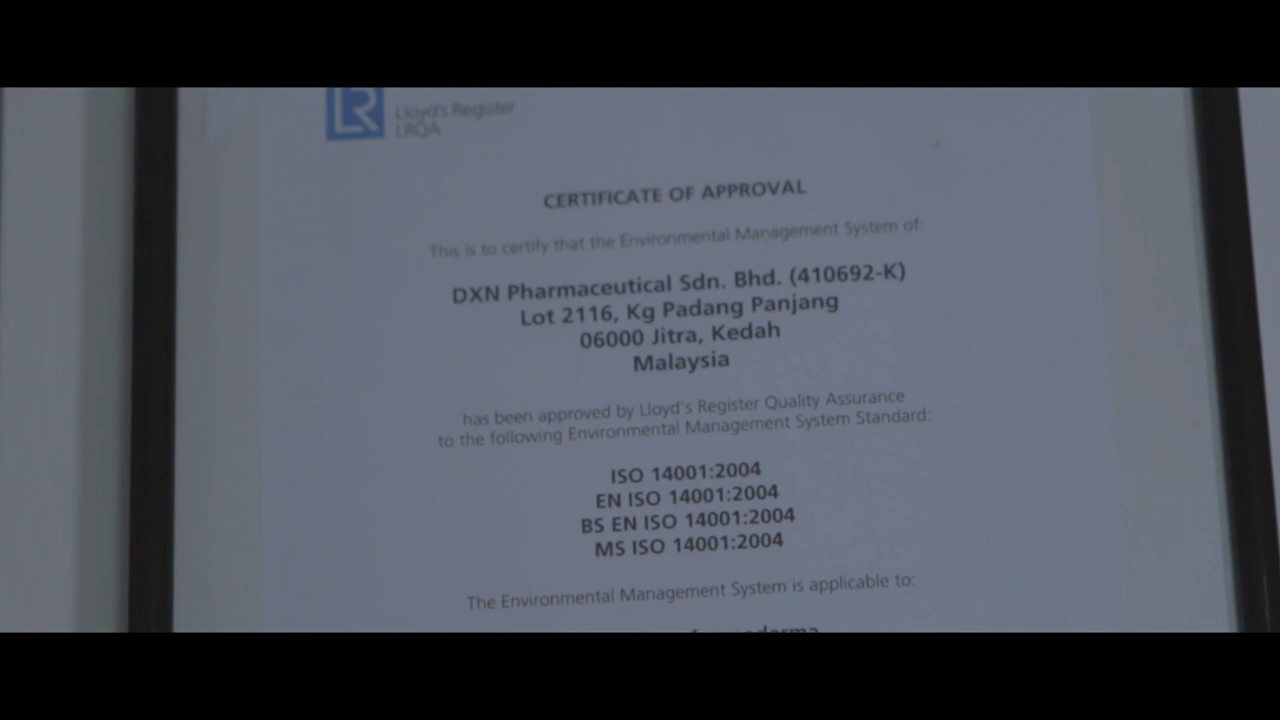 LR
Lloyd's Register
LRQA
CERTIFICATE OF APPROVAL
This is to certify that the Environmental Management System of:
DXN Pharmaceutical Sdn. Bhd. (410692-K)
Lot 2116, Kg Padang Panjang
06000 Jitra, Kedah
Malaysia
has been approved by Lloyd's Register Quality Assurance
to the following Environmental Management System Standard:
ISO 14001:2004
EN ISO 14001:2004
BS EN ISO 14001:2004
MS ISO 14001:2004
The Environmental Management System is applicable to: